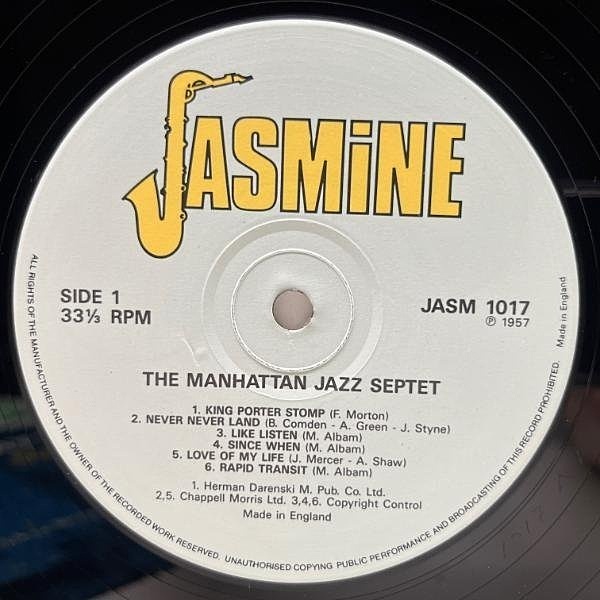 JASMiNE
SIDE 1
33⅓ RPM
JASM 1017
Ⓟ 1957
THE MANHATTAN JAZZ SEPTET
1. KING PORTER STOMP (F. Morton)
2. NEVER NEVER LAND (B. Comden - A. Green - J. Styne)
3. LIKE LISTEN (M. Albam)
4. SINCE WHEN (M. Albam)
5. LOVE OF MY LIFE (J. Mercer - A. Shaw)
6. RAPID TRANSIT (M. Albam)
1. Herman Darenski M. Pub. Co. Ltd.
2,5. Chappell Morris Ltd. 3,4,6. Copyright Control
Made in England
ALL RIGHTS OF THE MANUFACTURER AND THE OWNER OF THE RECORDED WORK RESERVED. UNAUTHORISED COPYING PUBLIC PERFORMANCE AND BROADCASTING OF THIS RECORD PROHIBITED. Made in England